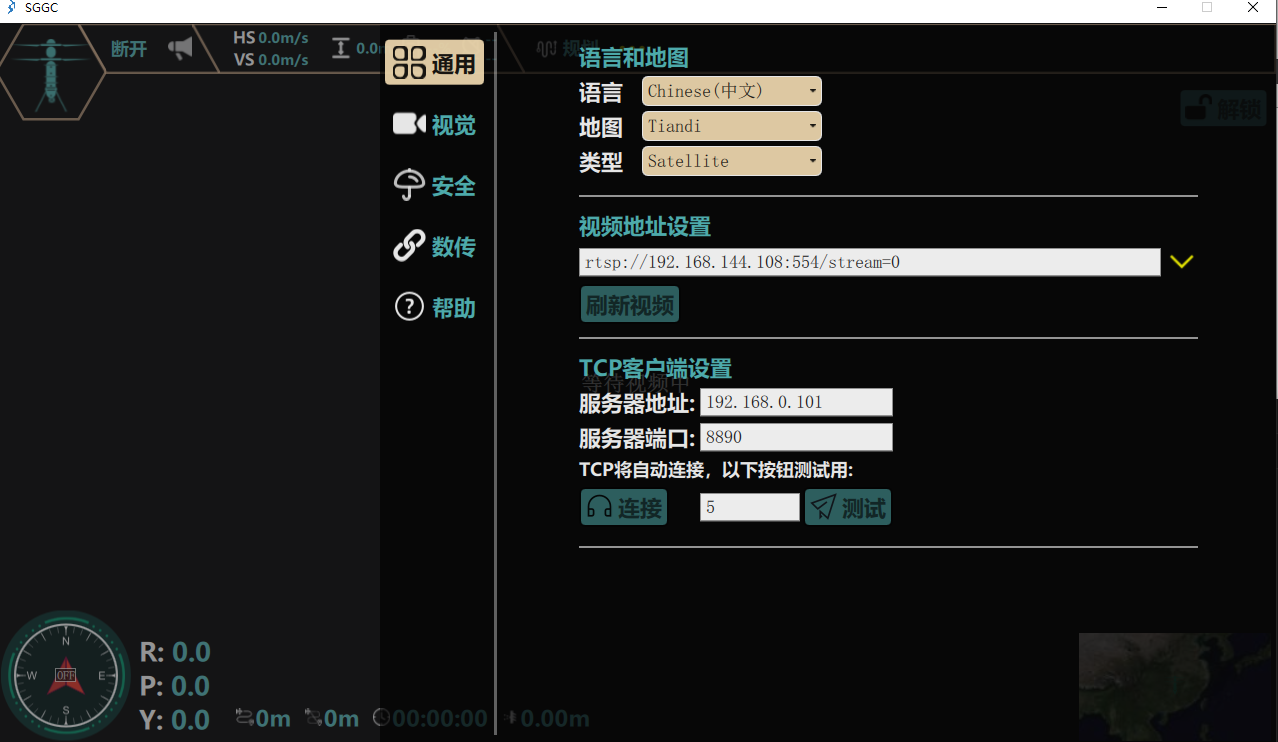 SGGC
断开
HS 0.0m/s
VS 0.0m/s
0.0m
规划
解锁
通用
视觉
安全
数传
帮助
语言和地图
语言 Chinese(中文)
地图 Tiandi
类型 Satellite
视频地址设置
rtsp://192.168.144.108:554/stream=0
刷新视频
TCP客户端设置
等待视频中
服务器地址: 192.168.0.101
服务器端口: 8890
TCP将自动连接，以下按钮测试用:
连接 5 测试
N
W OFF E
S
R: 0.0
P: 0.0
Y: 0.0
0m 0m 00:00:00 0.00m